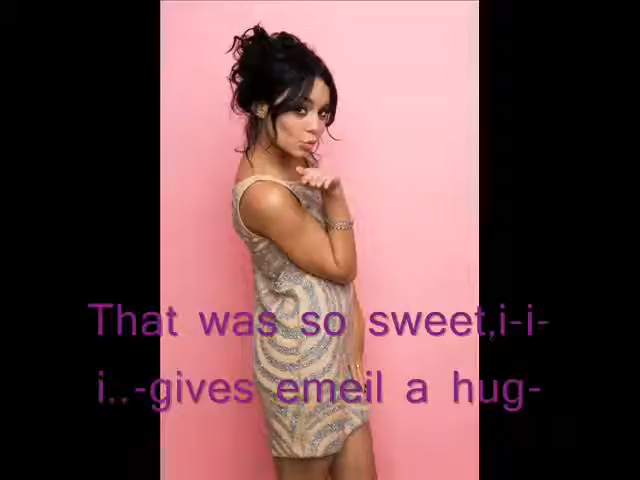 That was so sweet,i-i-
i..-gives emeil a hug-